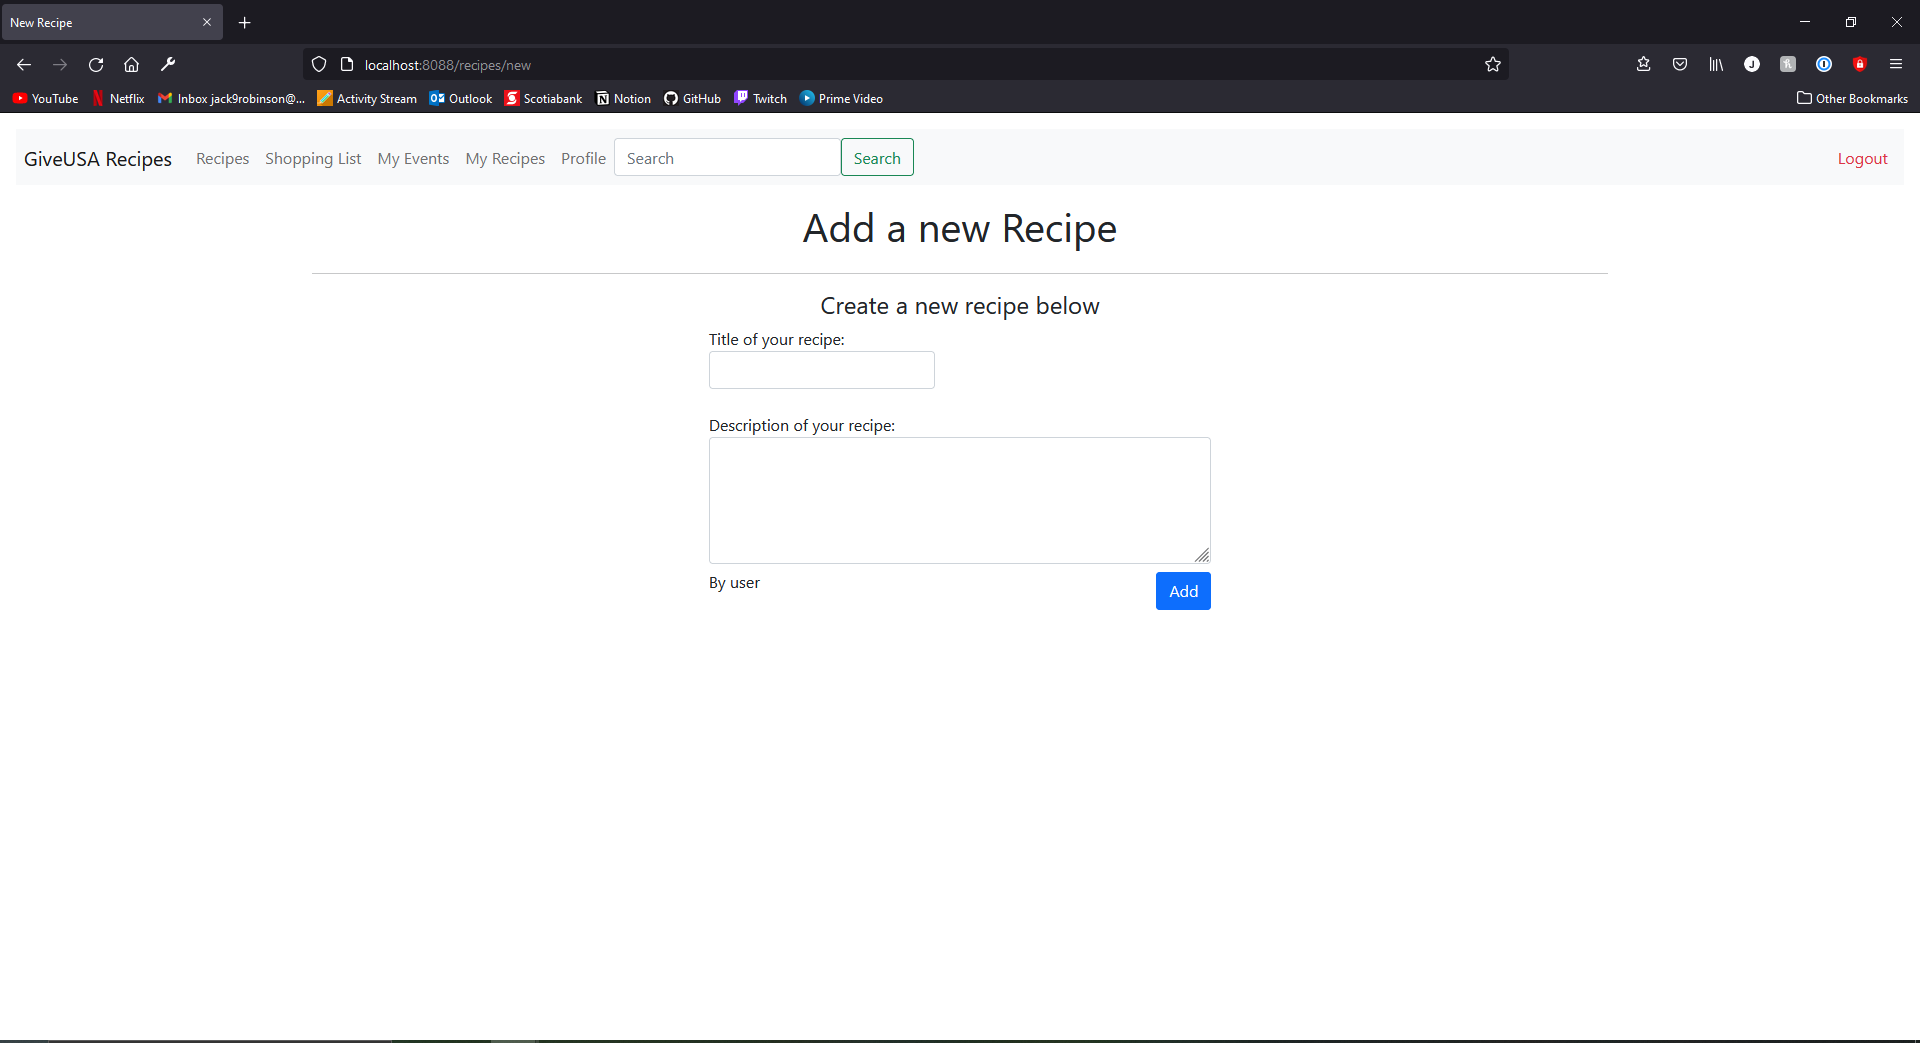 New Recipe
localhost:8088/recipes/new
YouTube Netflix Inbox jack9robinson@... Activity Stream Outlook Scotiabank Notion GitHub Twitch Prime Video Other Bookmarks
GiveUSA Recipes Recipes Shopping List My Events My Recipes Profile Search Search Logout
Add a new Recipe
Create a new recipe below
Title of your recipe:
Description of your recipe:
By user Add